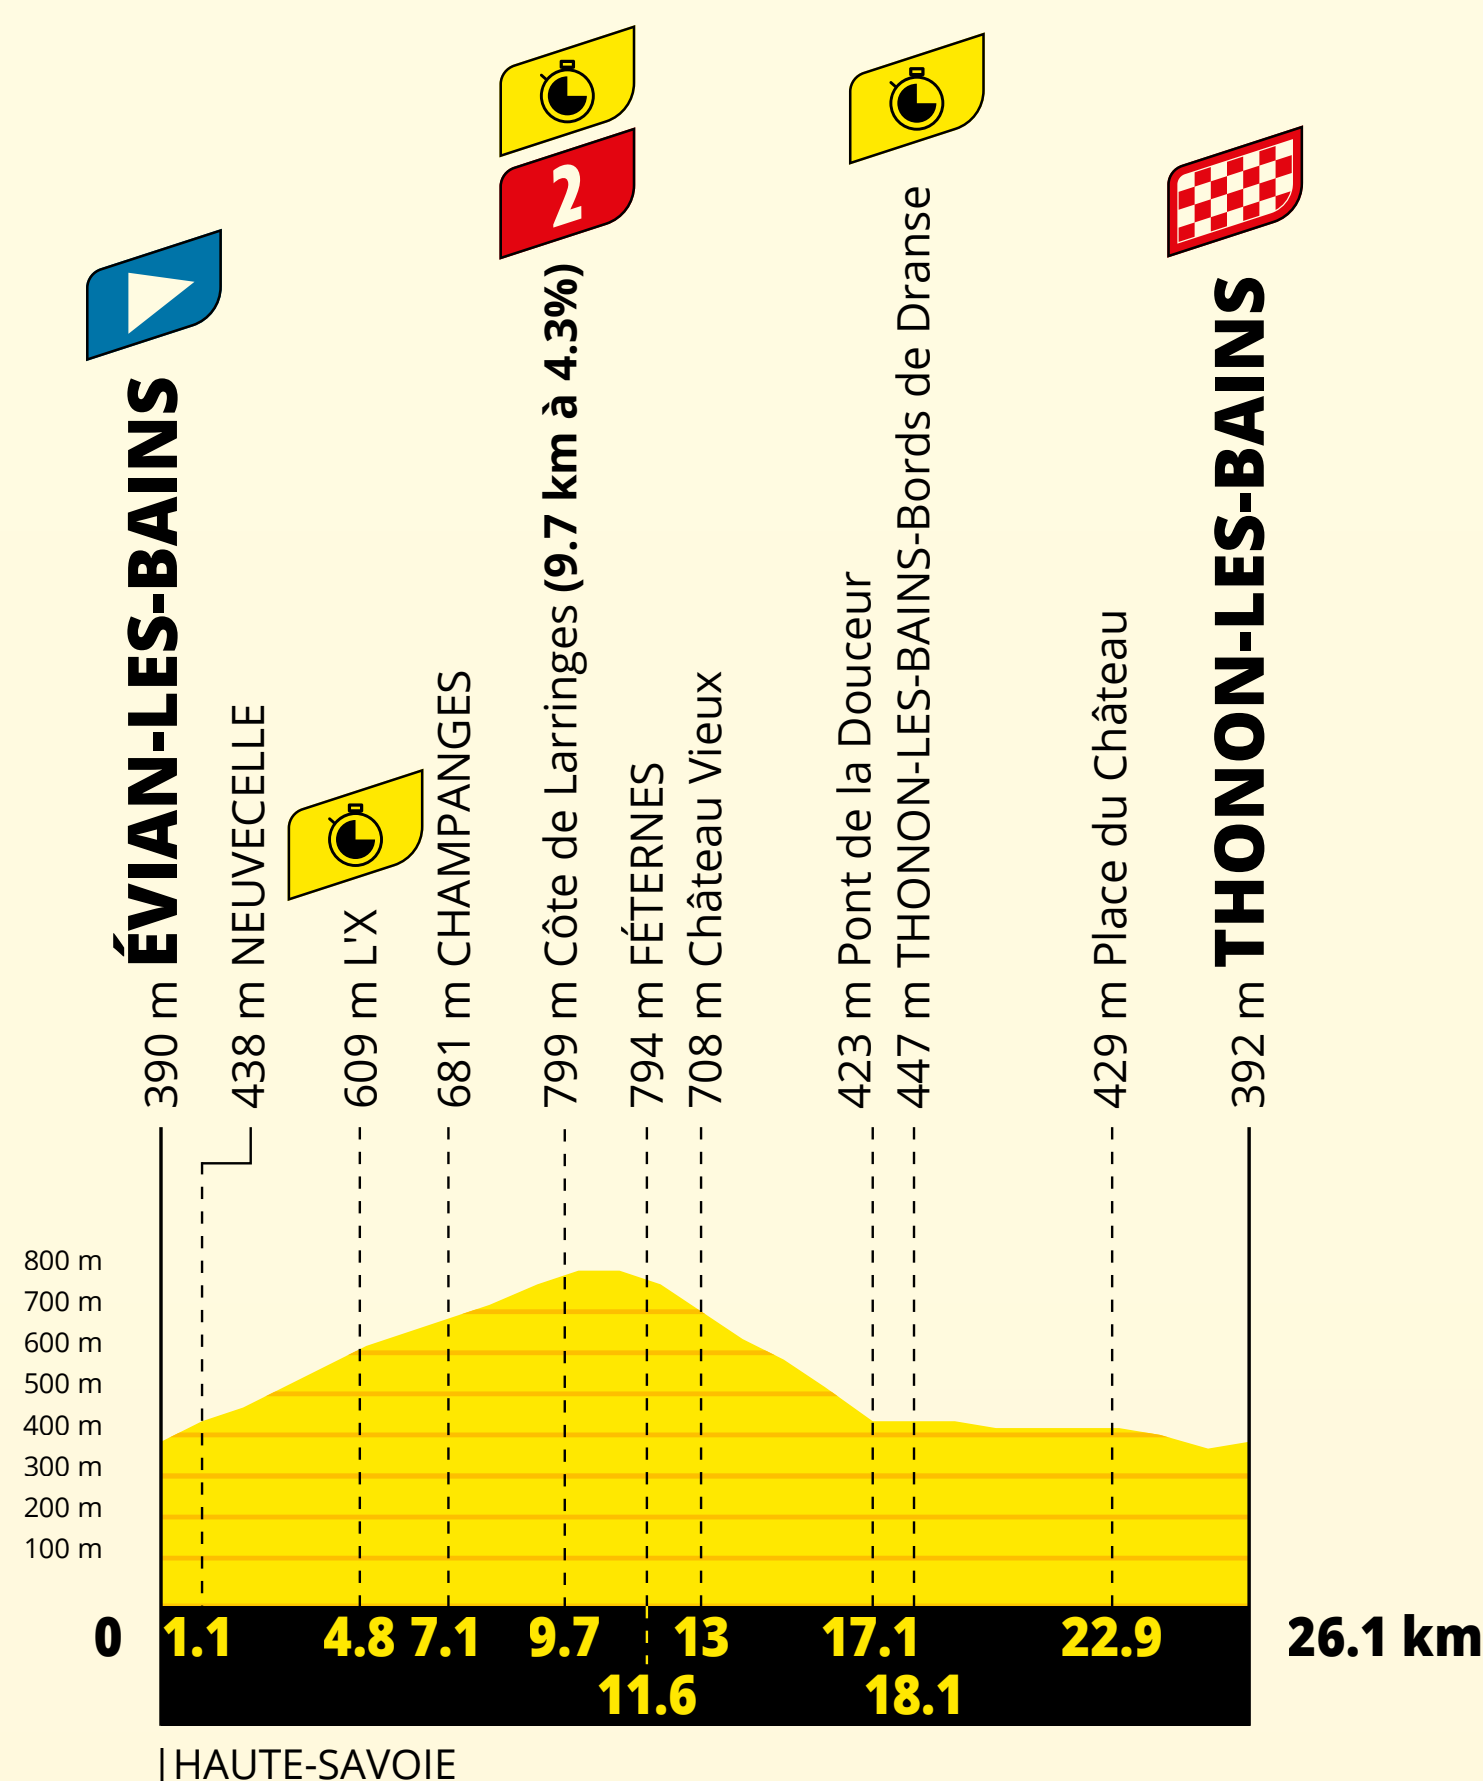 2
390 m ÉVIAN-LES-BAINS
438 m NEUVECELLE
609 m L'X
681 m CHAMPANGES
799 m Côte de Larringes (9.7 km à 4.3%)
794 m FÉTERNES
708 m Château Vieux
423 m Pont de la Douceur
447 m THONON-LES-BAINS-Bords de Dranse
429 m Place du Château
392 m THONON-LES-BAINS
800 m
700 m
600 m
500 m
400 m
300 m
200 m
100 m
0 1.1 4.8 7.1 9.7 13 17.1 22.9 26.1 km
11.6 18.1
HAUTE-SAVOIE